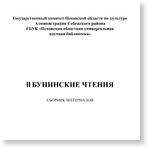 Государственный комитет Псковской области по культуре
Администрация Себежского района
ГБУК «Псковская областная универсальная
научная библиотека»
II БУНИНСКИЕ ЧТЕНИЯ
СБОРНИК МАТЕРИАЛОВ